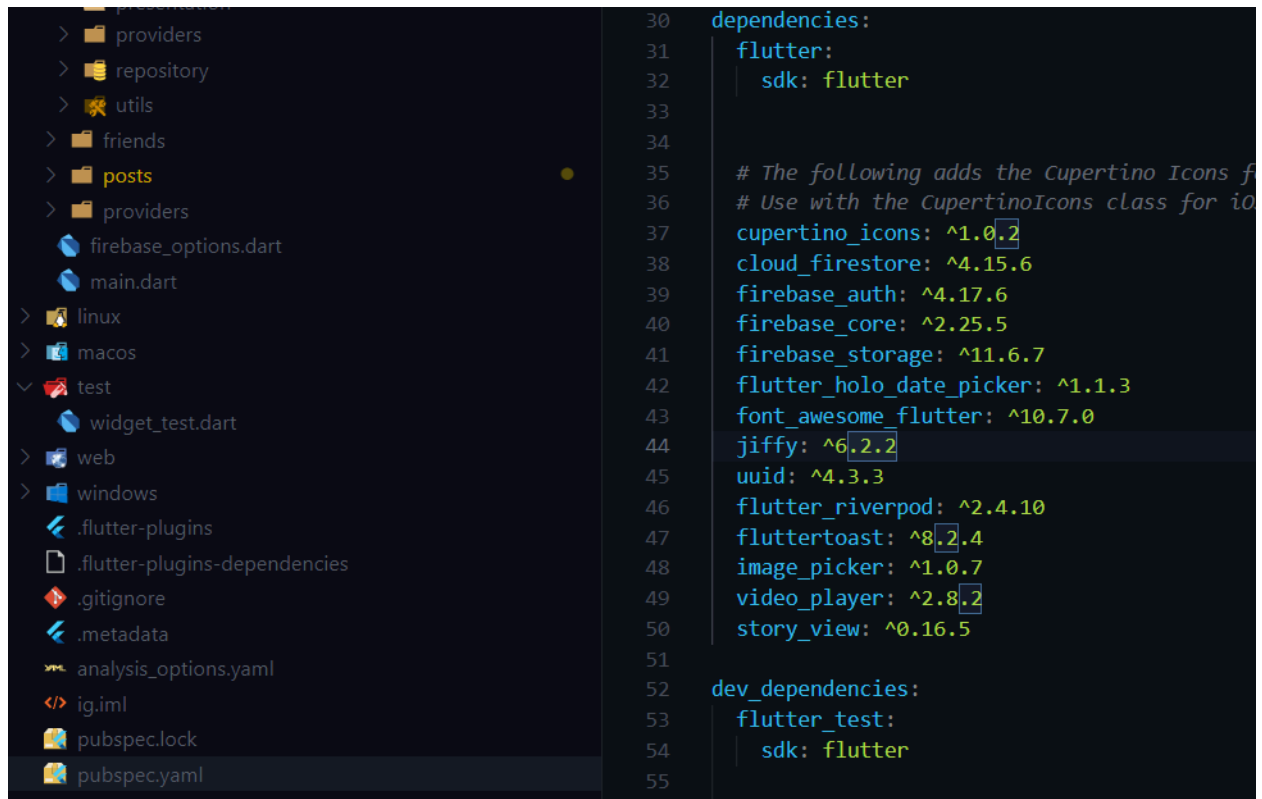 presentation
providers
repository
utils
friends
posts
providers
firebase_options.dart
main.dart
linux
macos
test
widget_test.dart
web
windows
.flutter-plugins
.flutter-plugins-dependencies
.gitignore
.metadata
analysis_options.yaml
ig.iml
pubspec.lock
pubspec.yaml
30 dependencies:
31 flutter:
32 sdk: flutter
33
34
35 # The following adds the Cupertino Icons
36 # Use with the CupertinoIcons class for iO
37 cupertino_icons: ^1.0.2
38 cloud_firestore: ^4.15.6
39 firebase_auth: ^4.17.6
40 firebase_core: ^2.25.5
41 firebase_storage: ^11.6.7
42 flutter_holo_date_picker: ^1.1.3
43 font_awesome_flutter: ^10.7.0
44 jiffy: ^6.2.2
45 uuid: ^4.3.3
46 flutter_riverpod: ^2.4.10
47 fluttertoast: ^8.2.4
48 image_picker: ^1.0.7
49 video_player: ^2.8.2
50 story_view: ^0.16.5
51
52 dev_dependencies:
53 flutter_test:
54 sdk: flutter
55